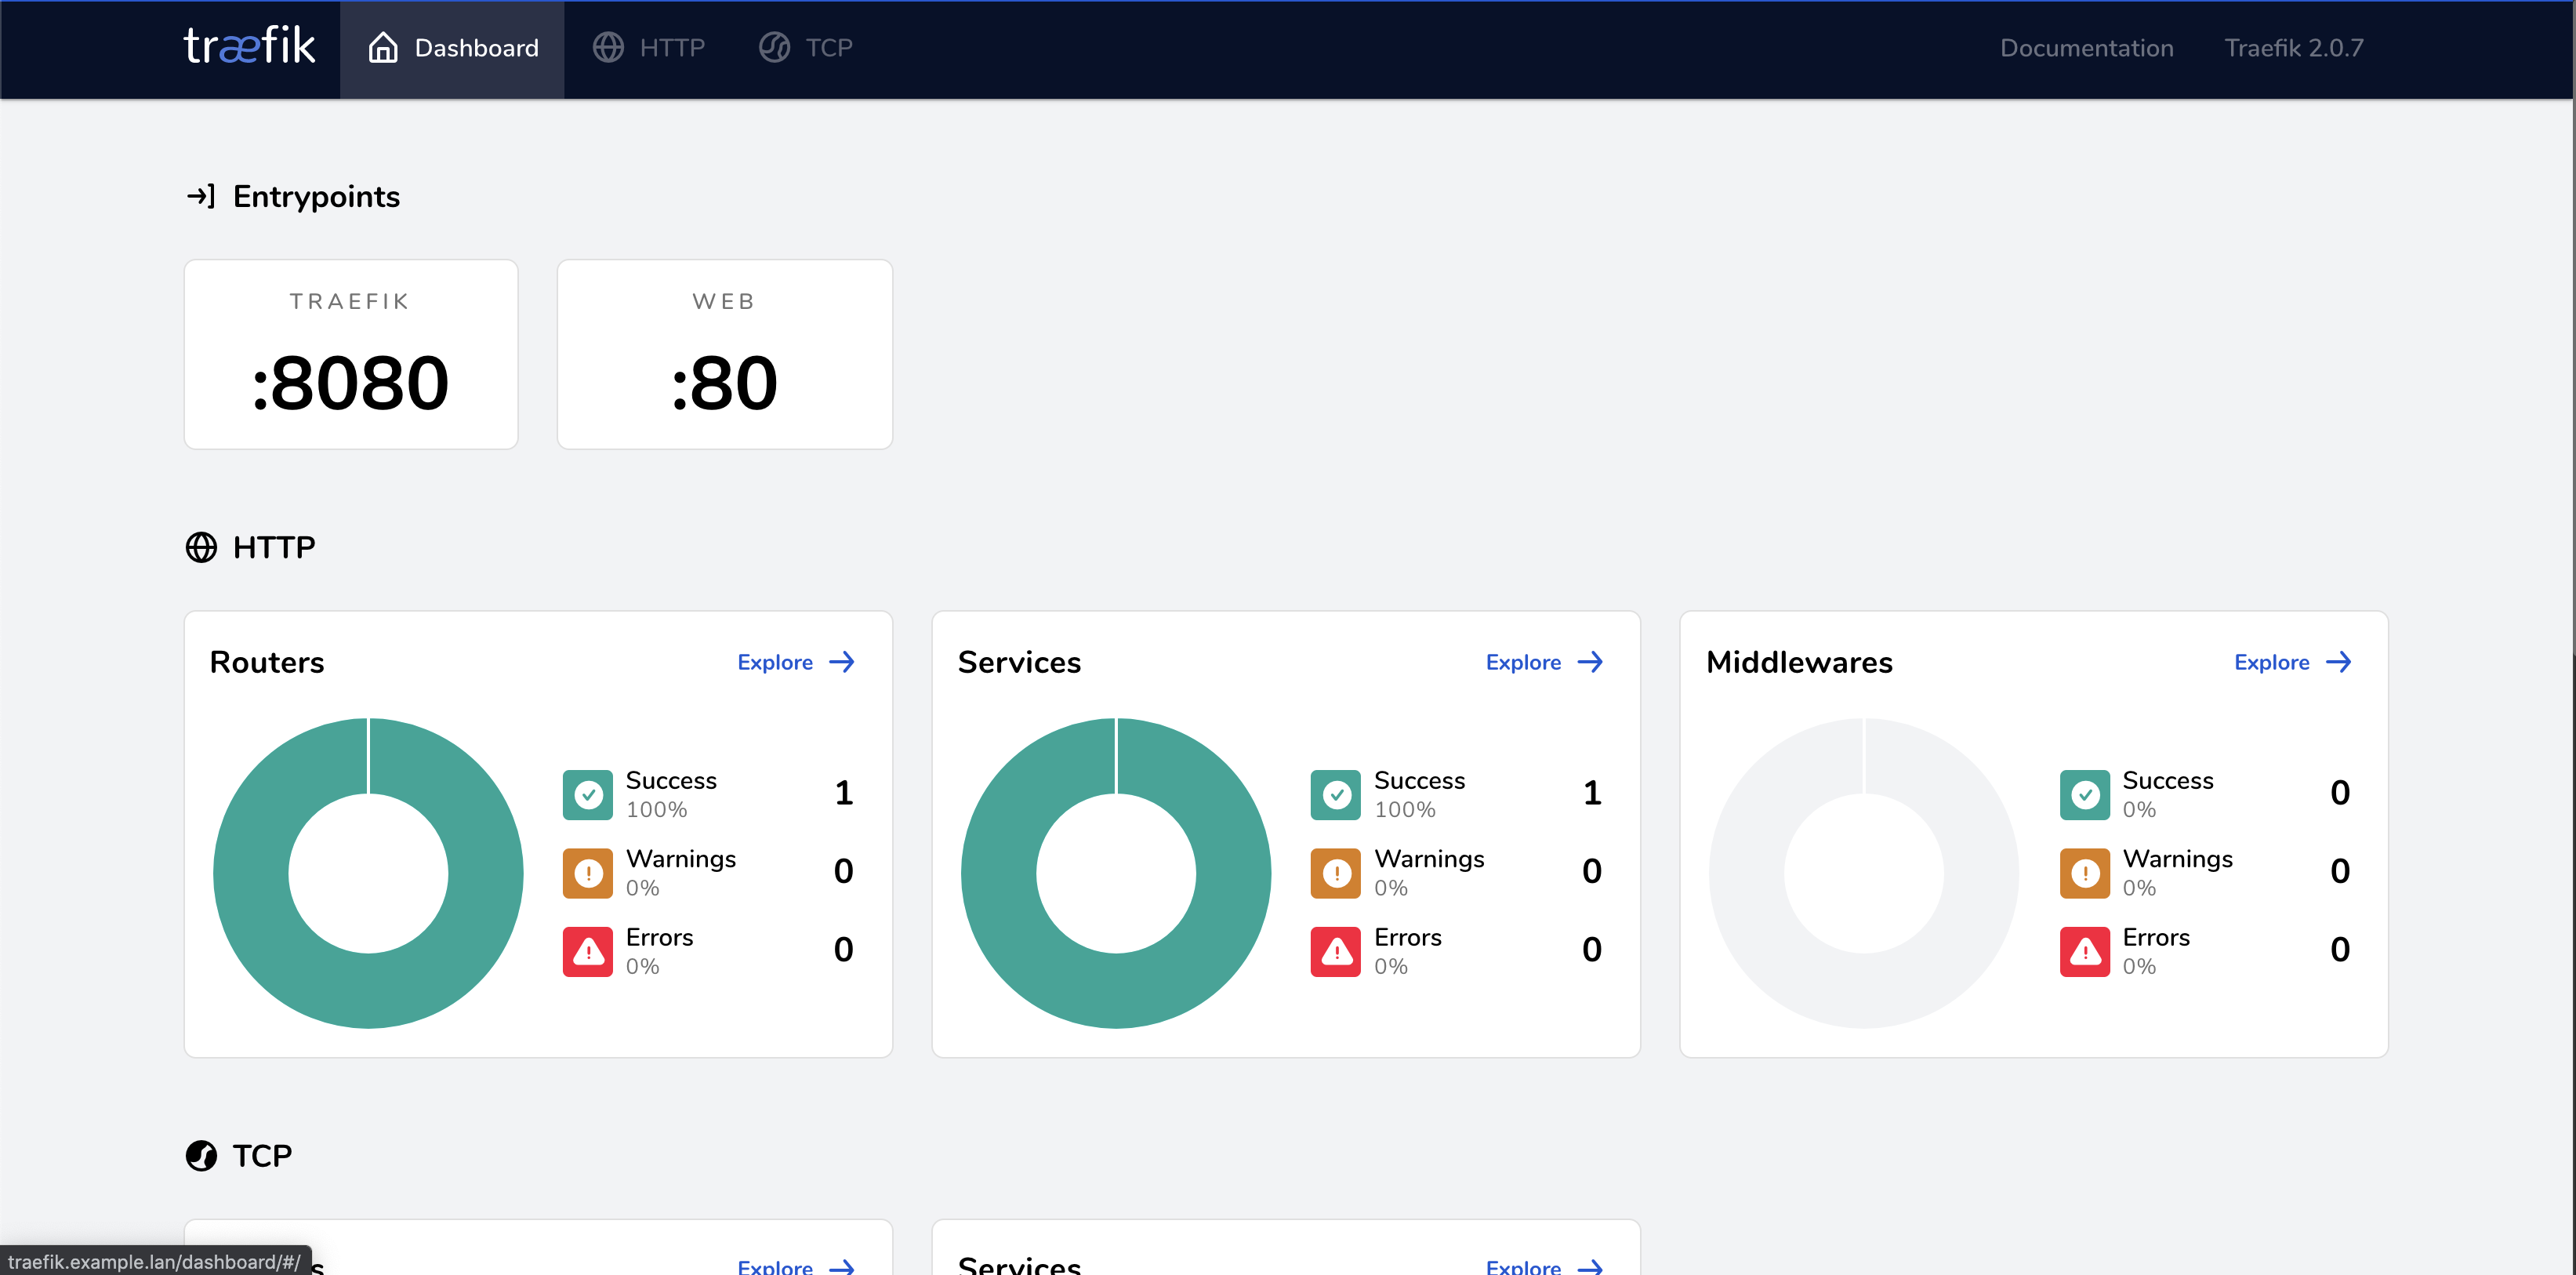 træfik Dashboard HTTP TCP Documentation Traefik 2.0.7
Entrypoints
TRAEFIK
:8080
WEB
:80
HTTP
Routers Explore
Success 1
100%
Warnings 0
0%
Errors 0
0%
Services Explore
Success 1
100%
Warnings 0
0%
Errors 0
0%
Middlewares Explore
Success 0
0%
Warnings 0
0%
Errors 0
0%
TCP
Explore
Services Explore
traefik.example.lan/dashboard/#/